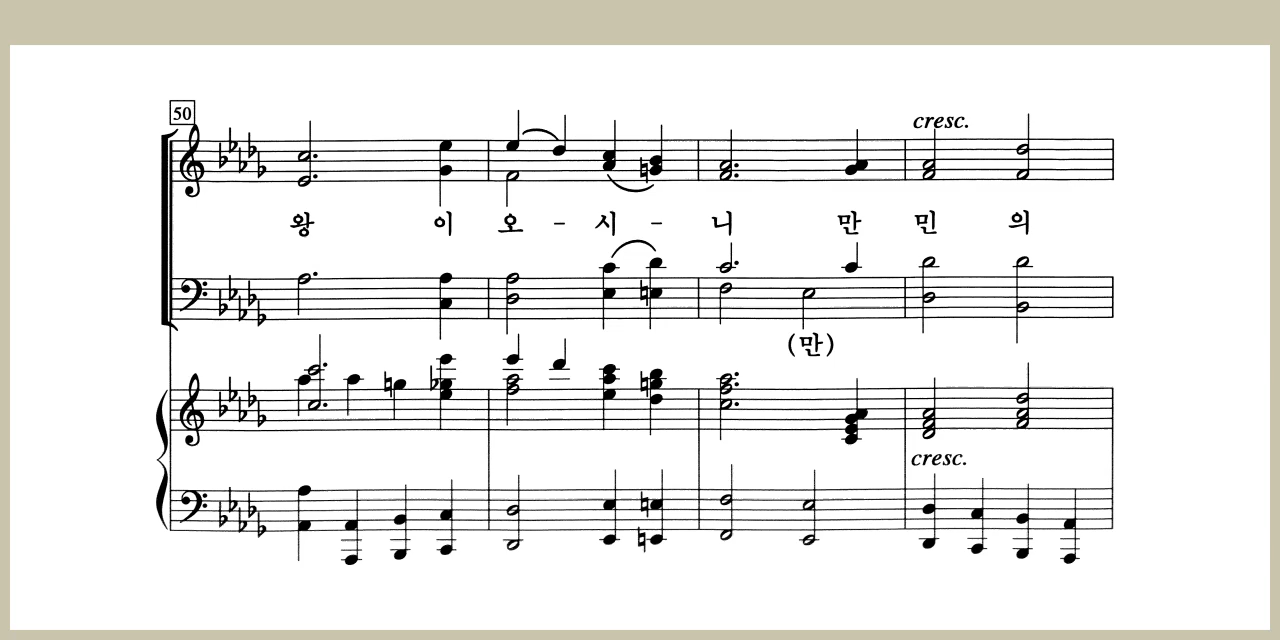 50
cresc.
왕 이 오 - 시 - 니 만 민 의
(만)
cresc.